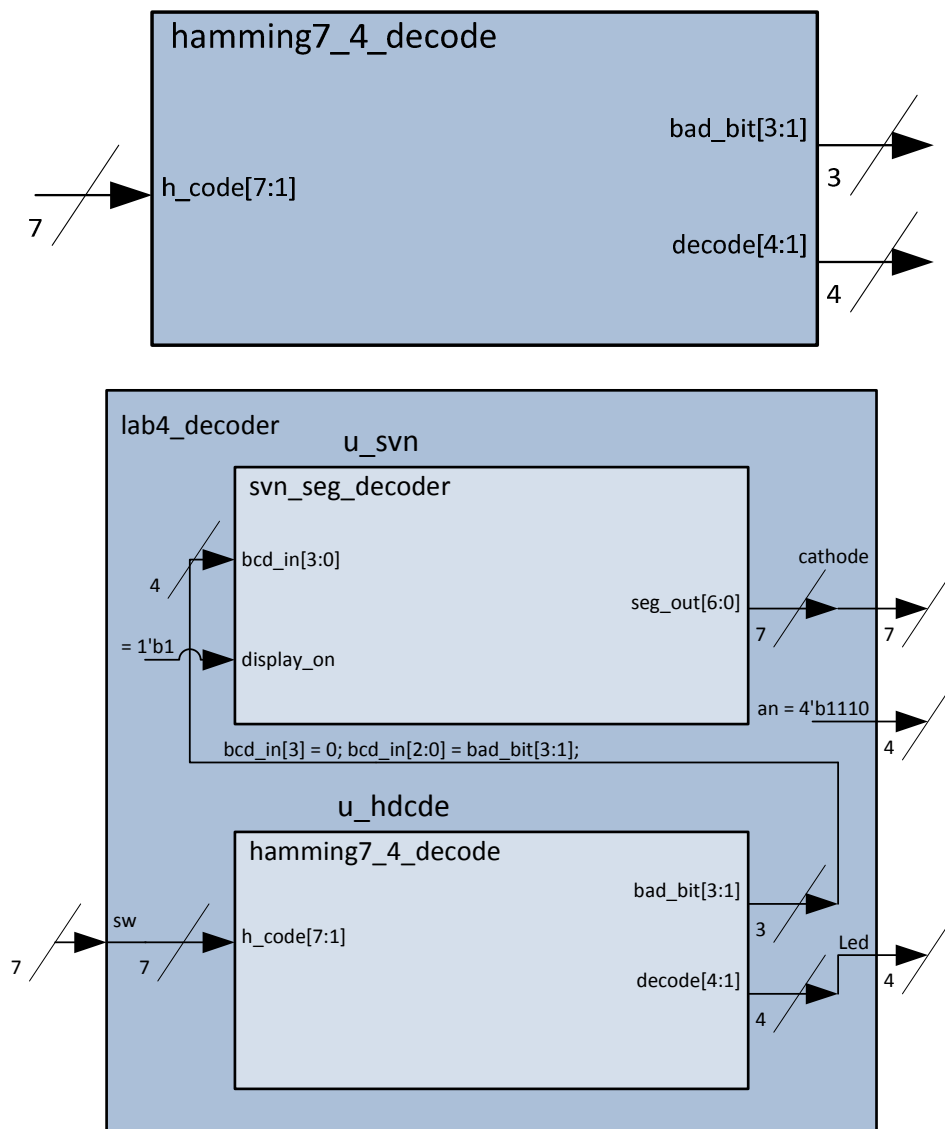 hamming7_4_decode
bad_bit[3:1]
3
h_code[7:1]
7
decode[4:1]
4
lab4_decoder
u_svn
svn_seg_decoder
bcd_in[3:0]
4
cathode
seg_out[6:0]
7
7
= 1'b1
display_on
an = 4'b1110
4
bcd_in[3] = 0; bcd_in[2:0] = bad_bit[3:1];
u_hdcde
hamming7_4_decode
bad_bit[3:1]
3
sw
h_code[7:1]
7
7
Led
decode[4:1]
4
4